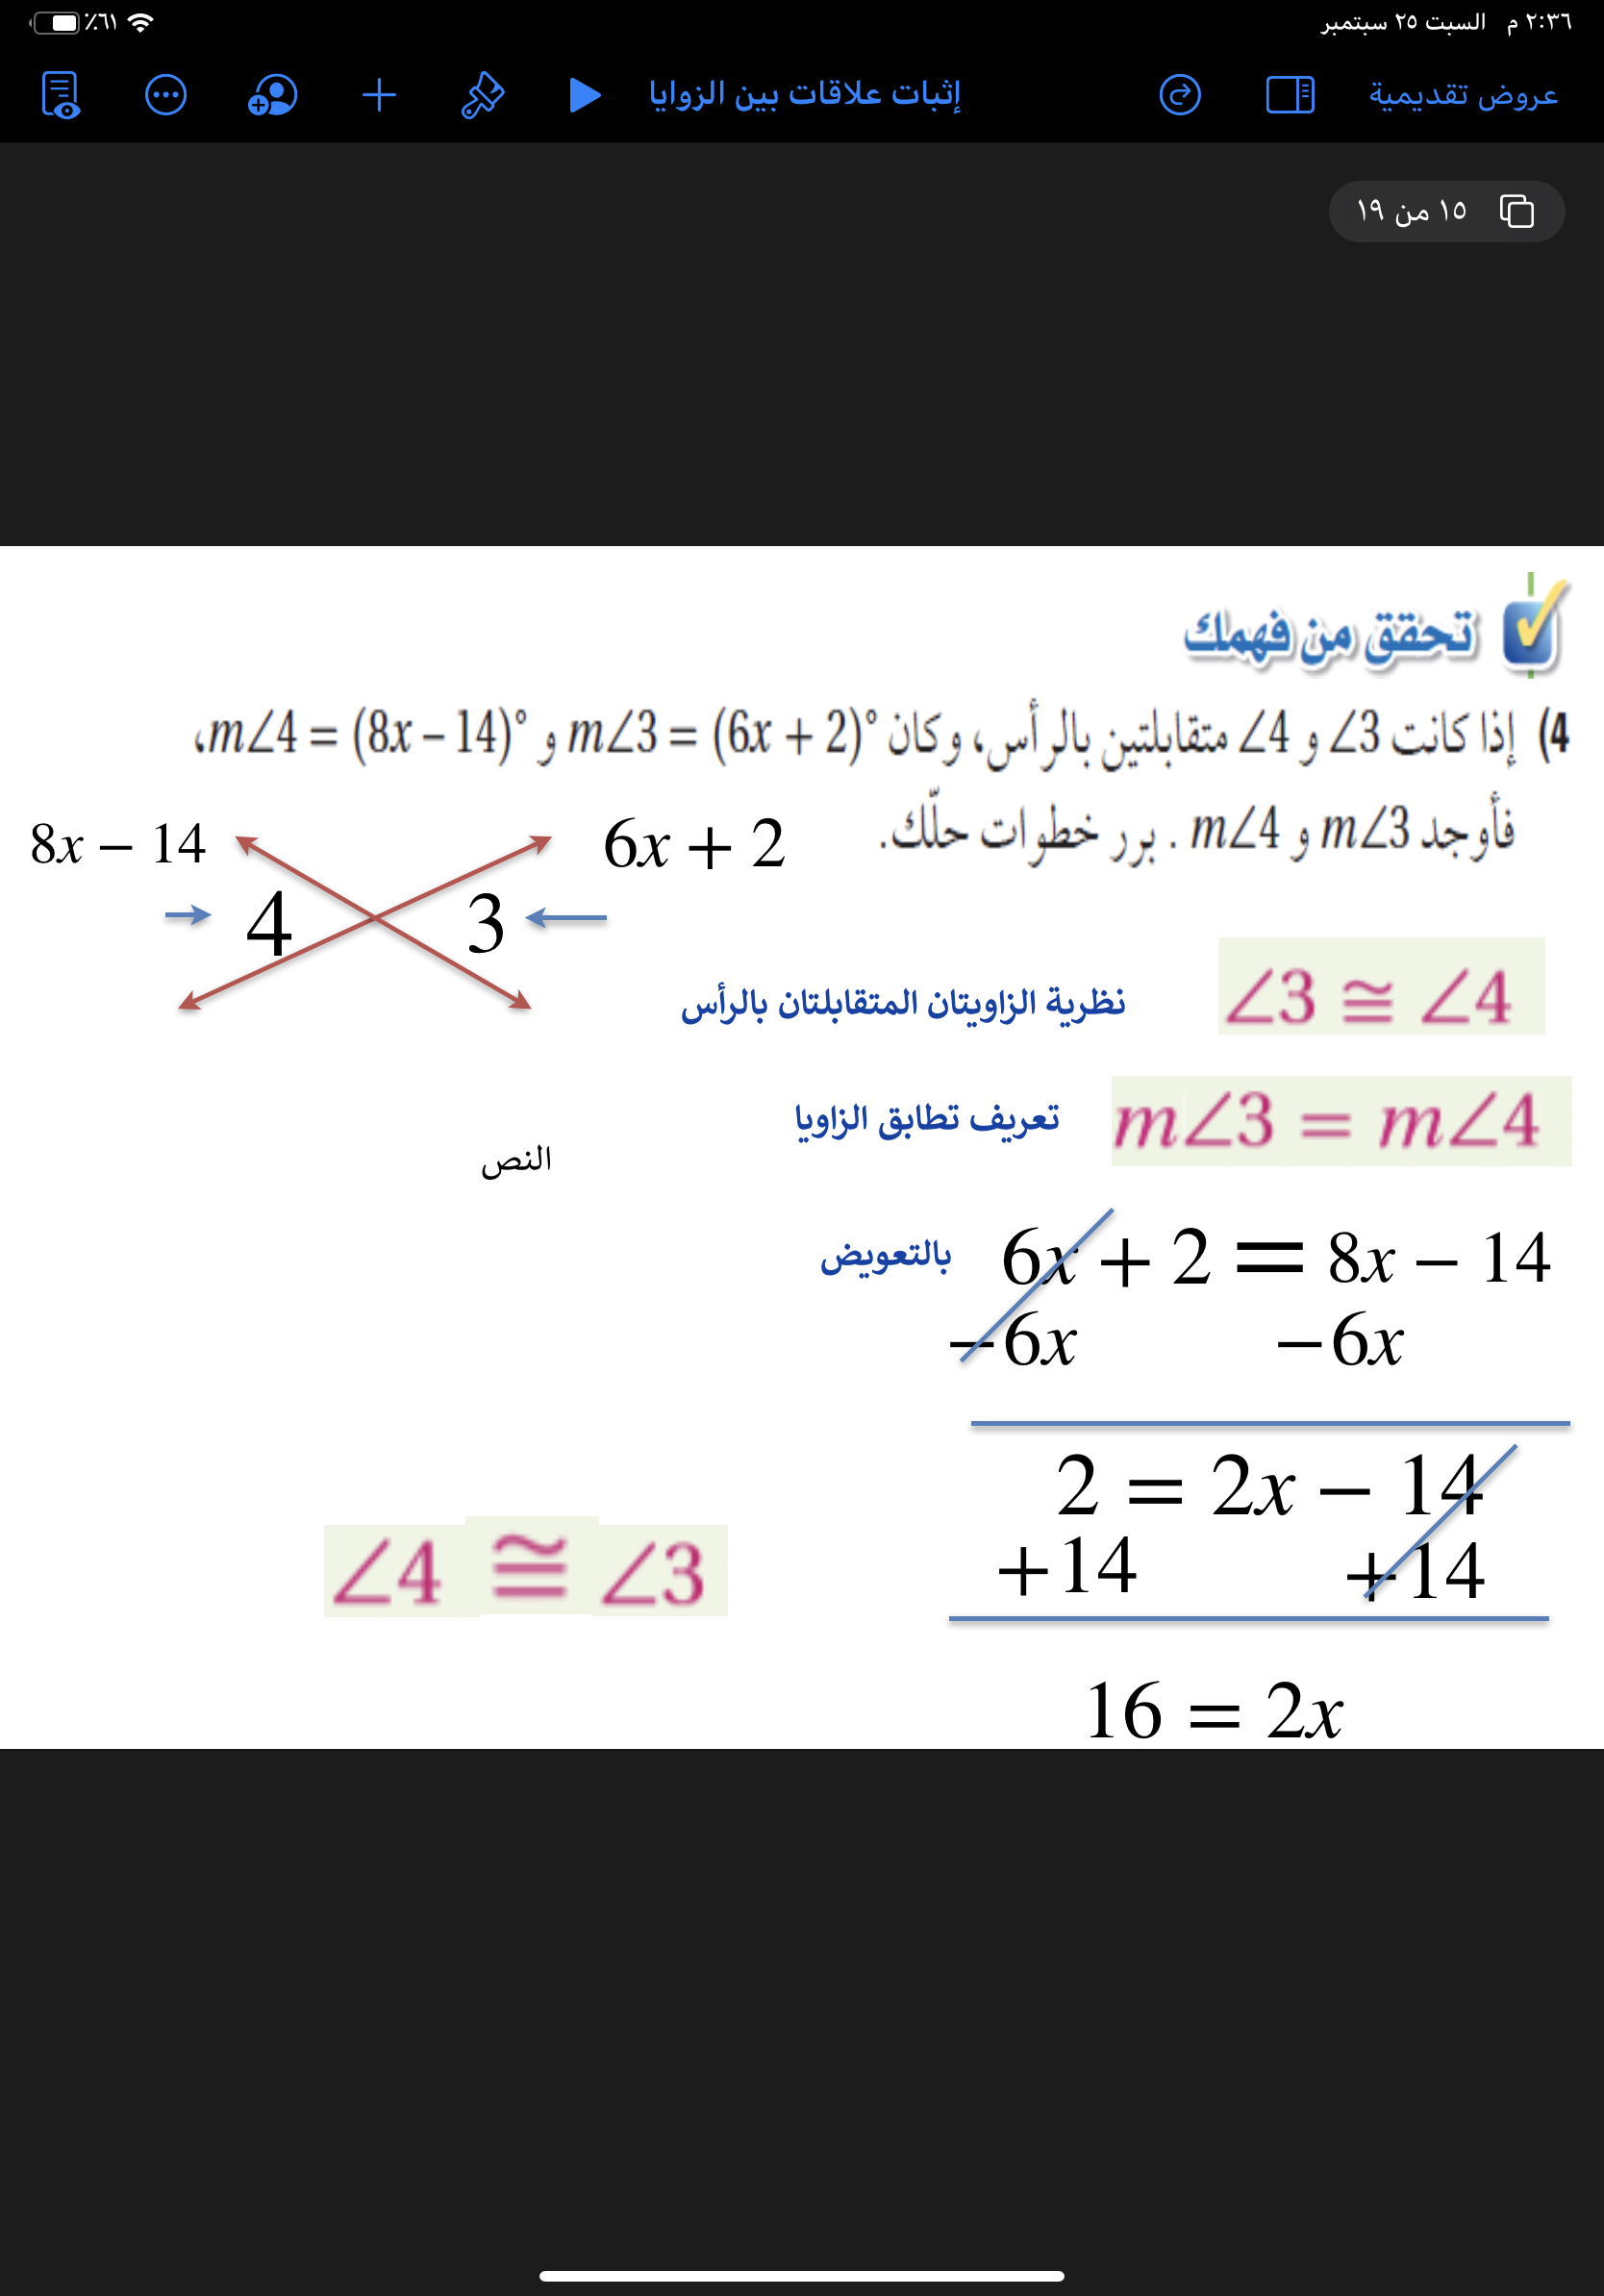 ٢:٣٦ م السبت ٢٥ سبتمبر
٪٦١
عروض تقديمية
إثبات علاقات بين الزوايا
١٥ من ١٩
تحقق من فهمك
4) إذا كانت ∠3 و ∠4 متقابلتين بالرأس، وكان m∠3 = (6x + 2)° و m∠4 = (8x – 14)°،
فأوجد m∠3 و m∠4 . برر خطوات حلّك.
8x − 14
6x + 2
4
3
∠3 ≅ ∠4
نظرية الزاويتان المتقابلتان بالرأس
m∠3 = m∠4
تعريف تطابق الزاويا
النص
6x + 2 = 8x − 14
بالتعويض
−6x −6x
2 = 2x − 14
+14 +14
∠4 ≅ ∠3
16 = 2x